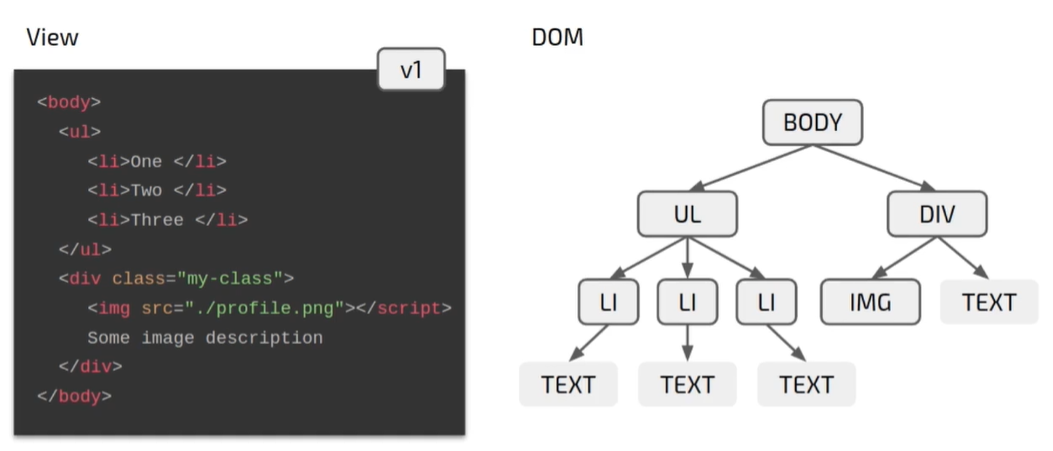 View
v1
<body>
<ul>
<li>One </li>
<li>Two </li>
<li>Three </li>
</ul>
<div class="my-class">
<img src="./profile.png"></script>
Some image description
</div>
</body>
DOM
BODY
UL DIV
LI LI LI IMG TEXT
TEXT TEXT TEXT